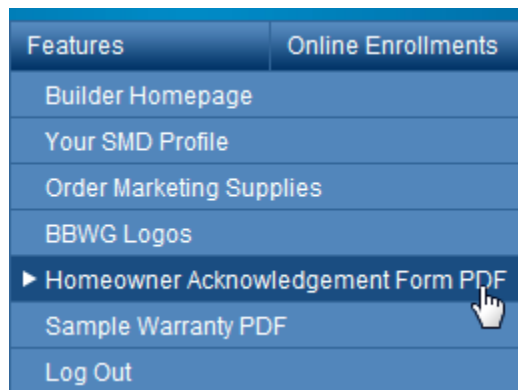 Features Online Enrollments
Builder Homepage
Your SMD Profile
Order Marketing Supplies
BBWG Logos
Homeowner Acknowledgement Form PDF
Sample Warranty PDF
Log Out